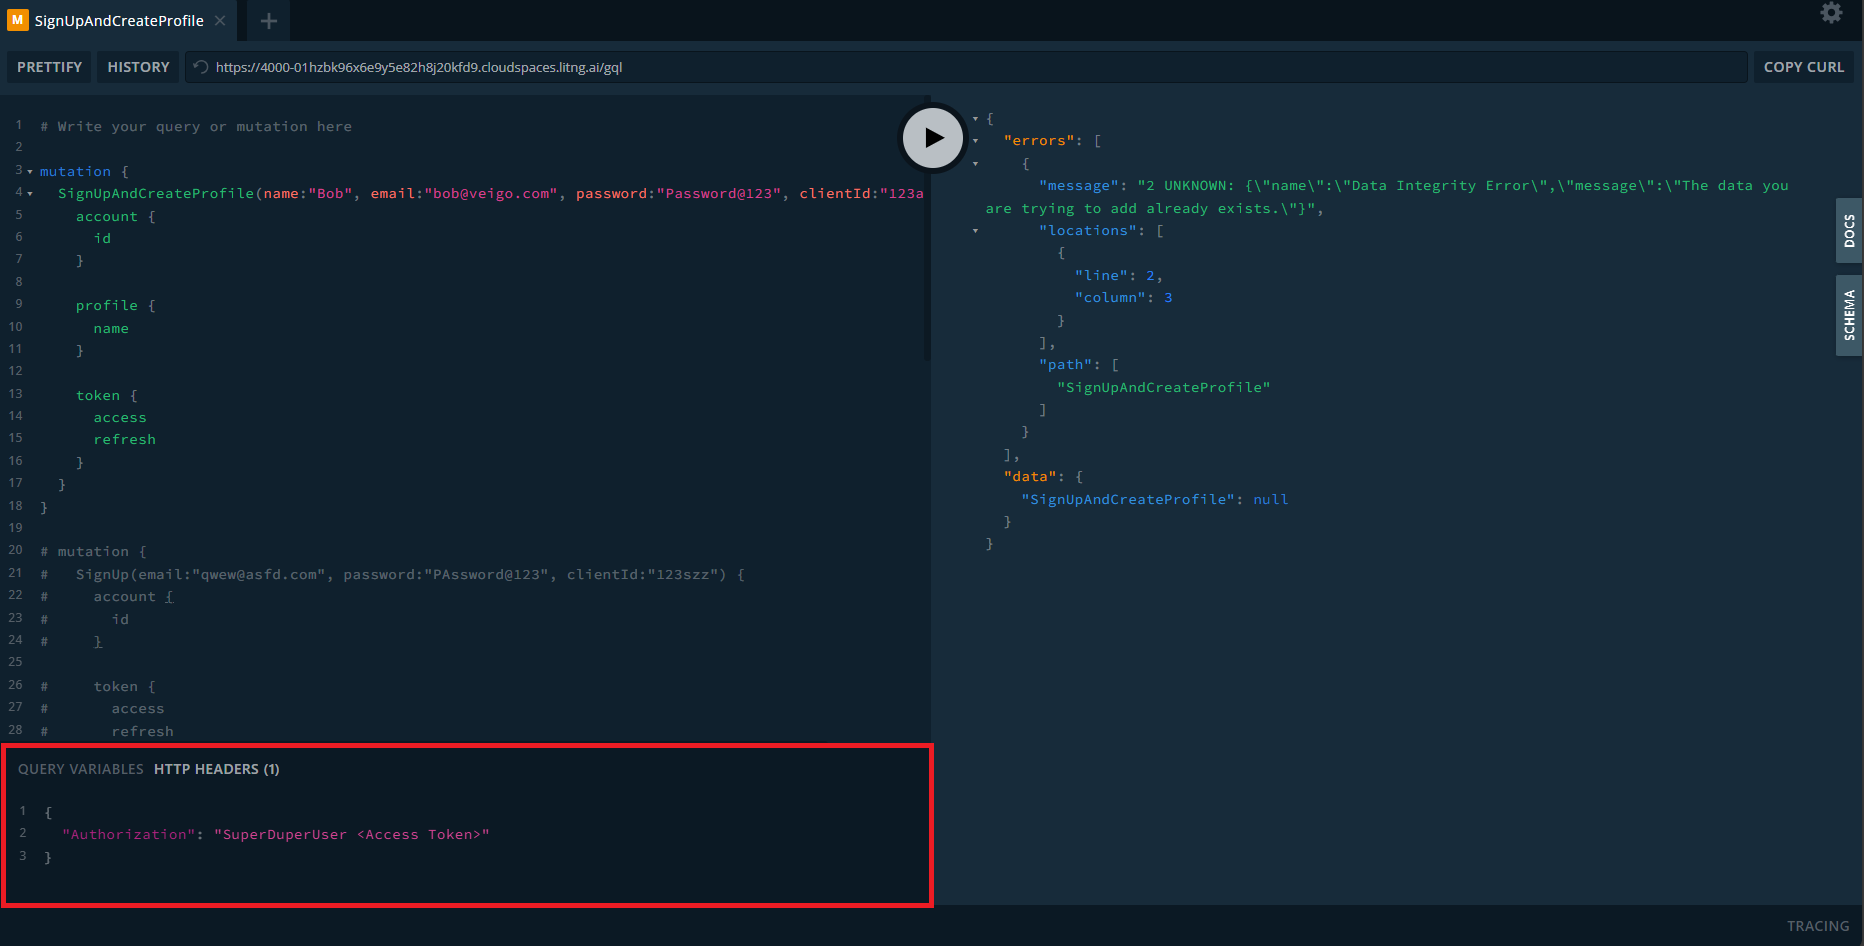 M SignUpAndCreateProfile
PRETTIFY HISTORY https://4000-01hzbk96x6e9y5e82h8j20kfd9.cloudspaces.litng.ai/gql COPY CURL
1 # Write your query or mutation here
2
3 mutation {
4 SignUpAndCreateProfile(name:"Bob", email:"bob@veigo.com", password:"Password@123", clientId:"123a
5 account {
6 id
7 }
8
9 profile {
10 name
11 }
12
13 token {
14 access
15 refresh
16 }
17 }
18 }
19
20 # mutation {
21 # SignUp(email:"qwew@asfd.com", password:"PAssword@123", clientId:"123szz") {
22 # account {
23 # id
24 # }
25
26 # token {
27 # access
28 # refresh
QUERY VARIABLES HTTP HEADERS (1)
1 {
2 "Authorization": "SuperDuperUser <Access Token>"
3 }
{
"errors": [
{
"message": "2 UNKNOWN: {\"name\":\"Data Integrity Error\",\"message\":\"The data you
are trying to add already exists.\"}",
"locations": [
{
"line": 2,
"column": 3
}
],
"path": [
"SignUpAndCreateProfile"
]
}
],
"data": {
"SignUpAndCreateProfile": null
}
}
DOCS
SCHEMA
TRACING